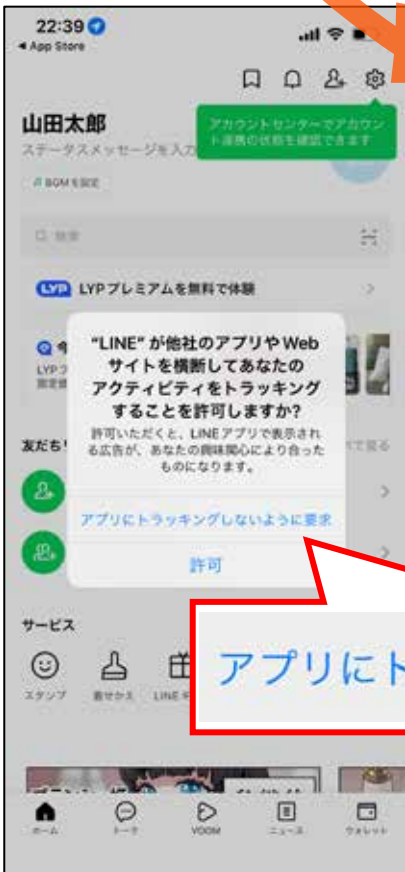 22:39
App Store
山田太郎
アカウントセンターでアカウン
ト連携の状態を確認できます
ステータスメッセージを入力
BGMを設定
検索
LYP LYPプレミアムを無料で体験
"LINE" が他社のアプリや Web
サイトを横断してあなたの
アクティビティをトラッキング
することを許可しますか?
許可いただくと、LINEアプリで表示され
る広告が、あなたの興味関心により合った
ものになります。
友だち
アプリにトラッキングしないように要求
許可
サービス
アプリにト
スタンプ
着せかえ
ホーム
トーク
VOOM
ニュース
ウォレット